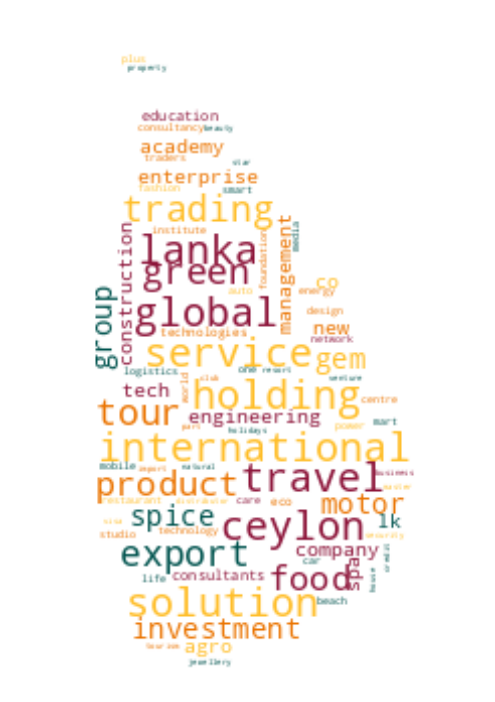 plus
property
education
consultancy beauty
academy
traders
star
enterprise
fashion smart
trading
institute
construction
management
media
foundation
lanka
green
co
auto energy
group
global
design
technologies
new
network
service
gem
logistics one resort
world
club
venture
tech
holding
centre
tour
engineering
part
holidays
power
mart
international
mobile import natural
travel
business
product
master
restaurant distributor care eco
motor
spice
ceylon
lk
visa
studio technology
security
export
company
car
spa
house
credit
life consultants
food
solution
beach
investment
tourism agro
jewellery